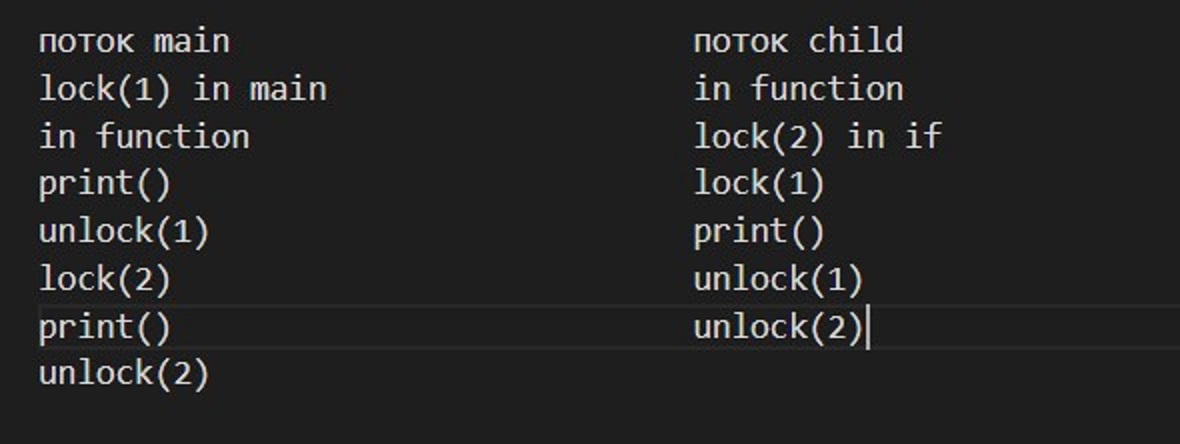 поток main
lock(1) in main
in function
print()
unlock(1)
lock(2)
print()
unlock(2)
поток child
in function
lock(2) in if
lock(1)
print()
unlock(1)
unlock(2)